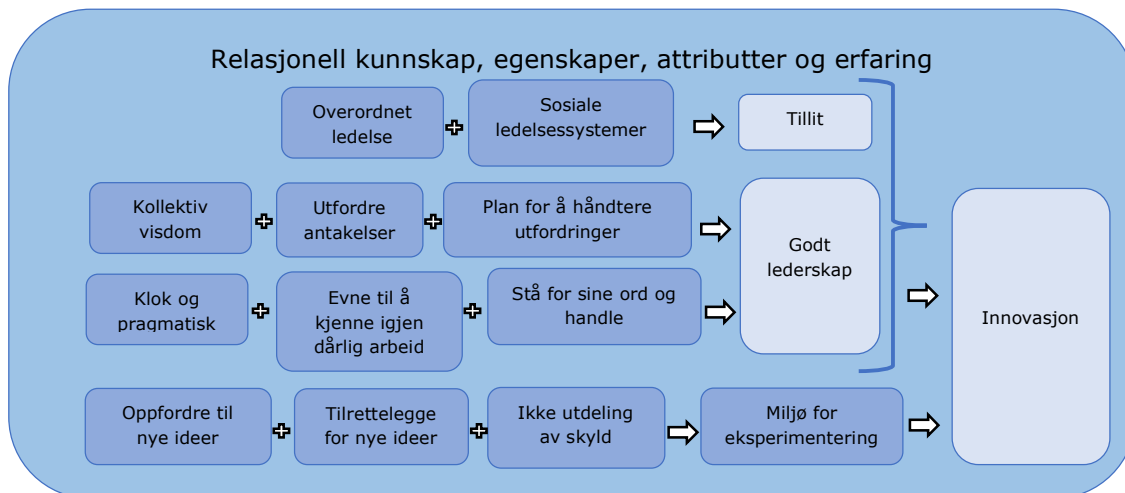 Relasjonell kunnskap, egenskaper, attributter og erfaring
Overordnet
ledelse
Sosiale
ledelsessystemer
Tillit
Kollektiv
visdom
Utfordre
antakelser
Plan for å håndtere
utfordringer
Godt
lederskap
Klok og
pragmatisk
Evne til å
kjenne igjen
dårlig arbeid
Stå for sine ord og
handle
Innovasjon
Oppfordre til
nye ideer
Tilrettelegge
for nye ideer
Ikke utdeling
av skyld
Miljø for
eksperimentering